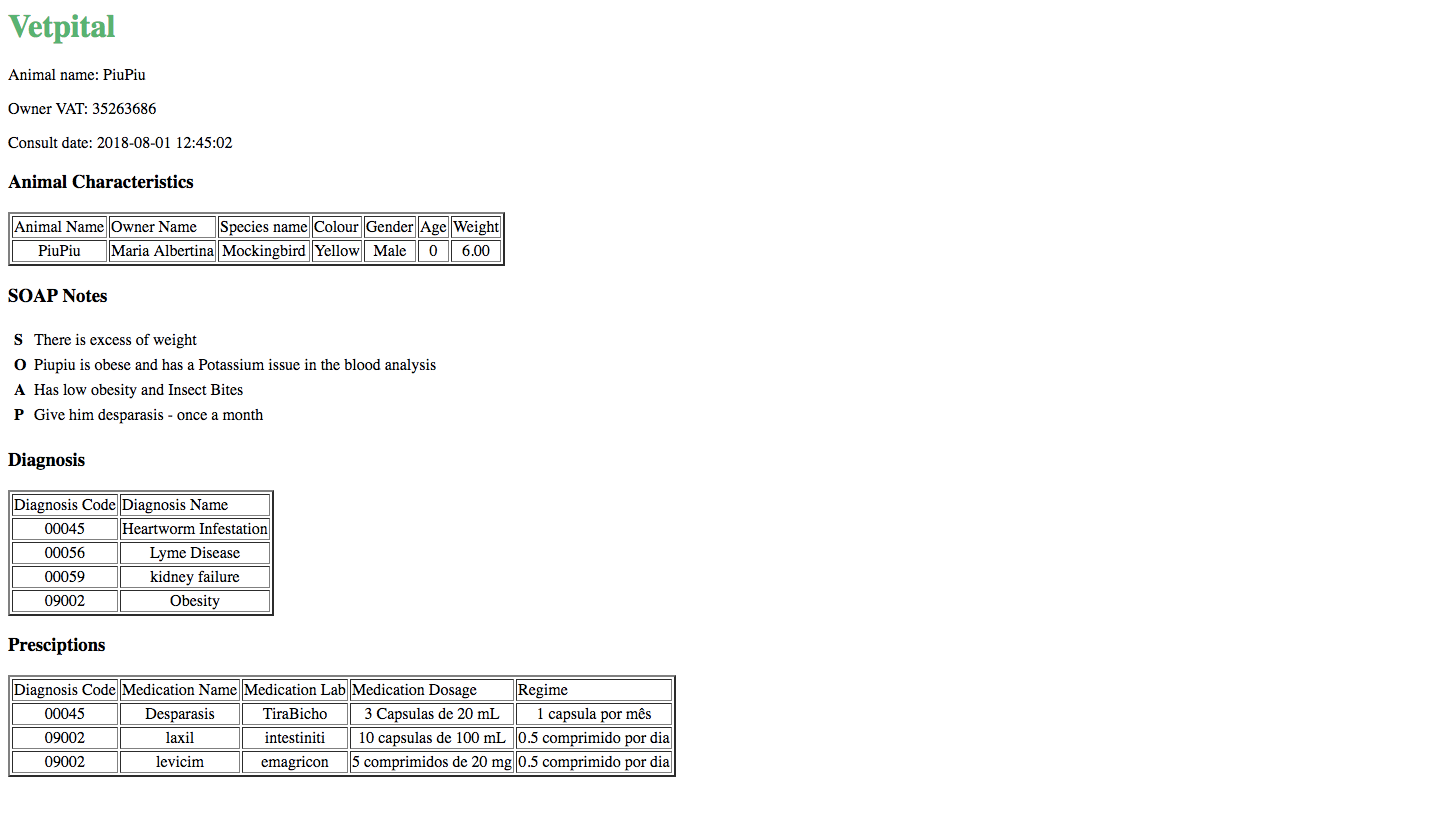 Vetpital
Animal name: PiuPiu
Owner VAT: 35263686
Consult date: 2018-08-01 12:45:02
Animal Characteristics
Animal Name Owner Name Species name Colour Gender Age Weight
PiuPiu Maria Albertina Mockingbird Yellow Male 0 6.00
SOAP Notes
S There is excess of weight
O Piupiu is obese and has a Potassium issue in the blood analysis
A Has low obesity and Insect Bites
P Give him desparasis - once a month
Diagnosis
Diagnosis Code Diagnosis Name
00045 Heartworm Infestation
00056 Lyme Disease
00059 kidney failure
09002 Obesity
Presciptions
Diagnosis Code Medication Name Medication Lab Medication Dosage Regime
00045 Desparasis TiraBicho 3 Capsulas de 20 mL 1 capsula por mês
09002 laxil intestiniti 10 capsulas de 100 mL 0.5 comprimido por dia
09002 levicim emagricon 5 comprimidos de 20 mg 0.5 comprimido por dia